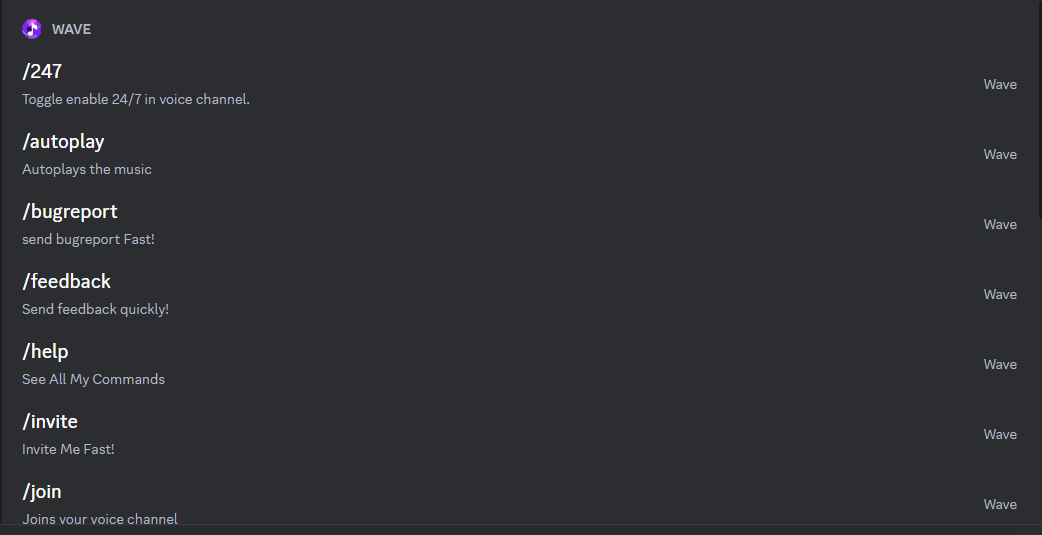 WAVE
/247
Toggle enable 24/7 in voice channel.
Wave
/autoplay
Autoplays the music
Wave
/bugreport
send bugreport Fast!
Wave
/feedback
Send feedback quickly!
Wave
/help
See All My Commands
Wave
/invite
Invite Me Fast!
Wave
/join
Joins your voice channel
Wave